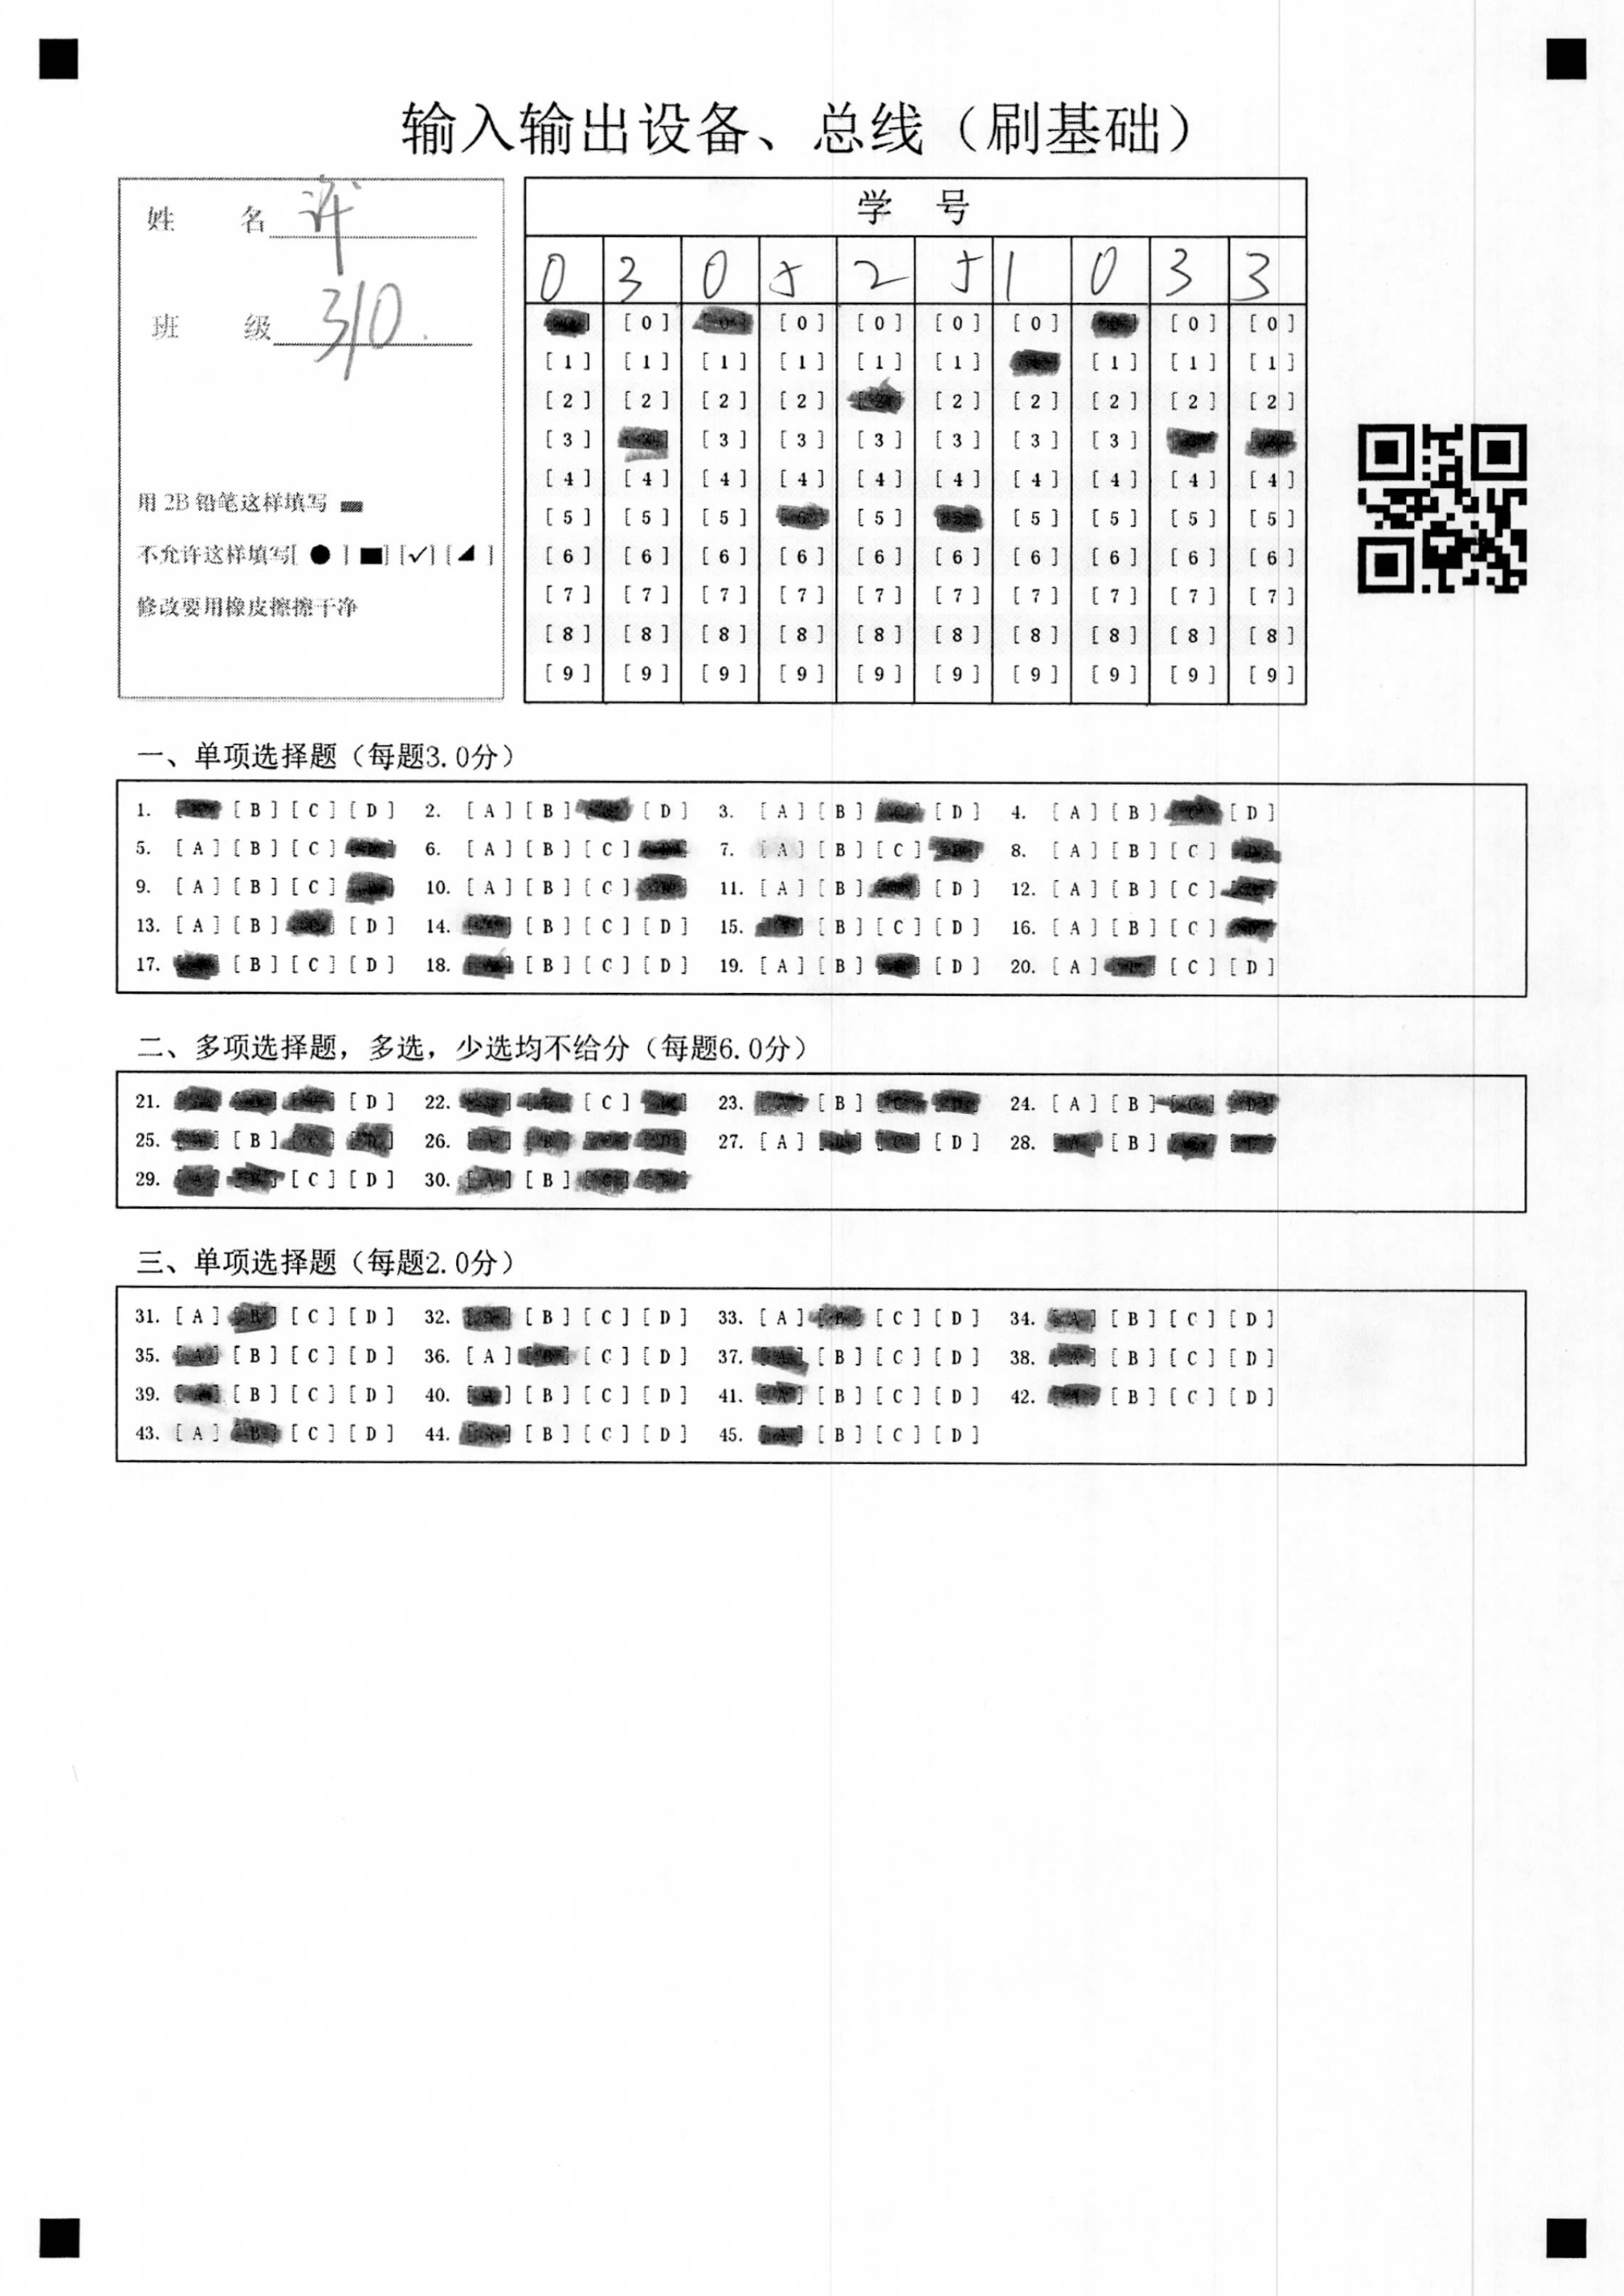 输入输出设备、总线（刷基础）
姓 名 许
班 级 310.
用 2B 铅笔这样填写
不允许这样填写[ ● ] [■] [✓] [◢ ]
修改要用橡皮擦擦干净
学 号
0 3 0 5 2 5 1 0 3 3
[0] [0] [0] [0] [0] [0] [0]
[1] [1] [1] [1] [1] [1] [1] [1] [1]
[2] [2] [2] [2] [2] [2] [2] [2] [2]
[3] [3] [3] [3] [3] [3] [3]
[4] [4] [4] [4] [4] [4] [4] [4] [4] [4]
[5] [5] [5] [5] [5] [5] [5] [5]
[6] [6] [6] [6] [6] [6] [6] [6] [6] [6]
[7] [7] [7] [7] [7] [7] [7] [7] [7] [7]
[8] [8] [8] [8] [8] [8] [8] [8] [8] [8]
[9] [9] [9] [9] [9] [9] [9] [9] [9] [9]
一、单项选择题（每题3.0分）
1. [B] [C] [D] 2. [A] [B] [D] 3. [A] [B] [D] 4. [A] [B] [D]
5. [A] [B] [C] 6. [A] [B] [C] 7. [A] [B] [C] 8. [A] [B] [C]
9. [A] [B] [C] 10. [A] [B] [C] 11. [A] [B] [D] 12. [A] [B] [C]
13. [A] [B] [D] 14. [B] [C] [D] 15. [B] [C] [D] 16. [A] [B] [C]
17. [B] [C] [D] 18. [B] [C] [D] 19. [A] [B] [D] 20. [A] [C] [D]
二、多项选择题，多选，少选均不给分（每题6.0分）
21. [D] 22. [C] 23. [B] 24. [A] [B]
25. [B] 26. 27. [A] [D] 28. [B]
29. [C] [D] 30. [B]
三、单项选择题（每题2.0分）
31. [A] [C] [D] 32. [B] [C] [D] 33. [A] [C] [D] 34. [B] [C] [D]
35. [B] [C] [D] 36. [A] [C] [D] 37. [B] [C] [D] 38. [B] [C] [D]
39. [B] [C] [D] 40. [B] [C] [D] 41. [B] [C] [D] 42. [B] [C] [D]
43. [A] [C] [D] 44. [B] [C] [D] 45. [B] [C] [D]